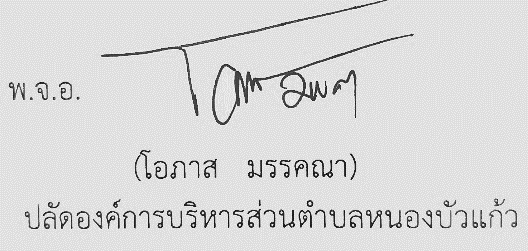 พ.จ.อ.
(โอภาส มรรคณา)
ปลัดองค์การบริหารส่วนตำบลหนองบัวแก้ว